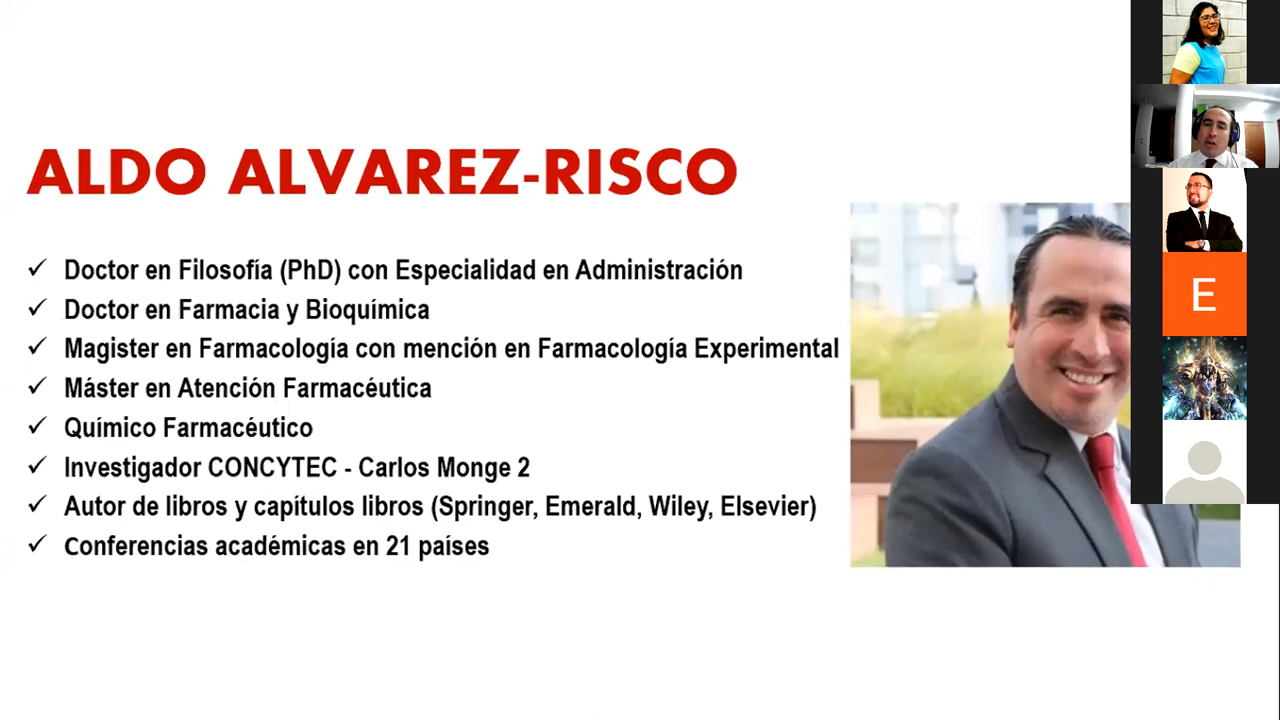 ALDO ALVAREZ-RISCO
✓ Doctor en Filosofía (PhD) con Especialidad en Administración
✓ Doctor en Farmacia y Bioquímica
✓ Magister en Farmacología con mención en Farmacología Experimental
✓ Máster en Atención Farmacéutica
✓ Químico Farmacéutico
✓ Investigador CONCYTEC - Carlos Monge 2
✓ Autor de libros y capítulos libros (Springer, Emerald, Wiley, Elsevier)
✓ Conferencias académicas en 21 países
E